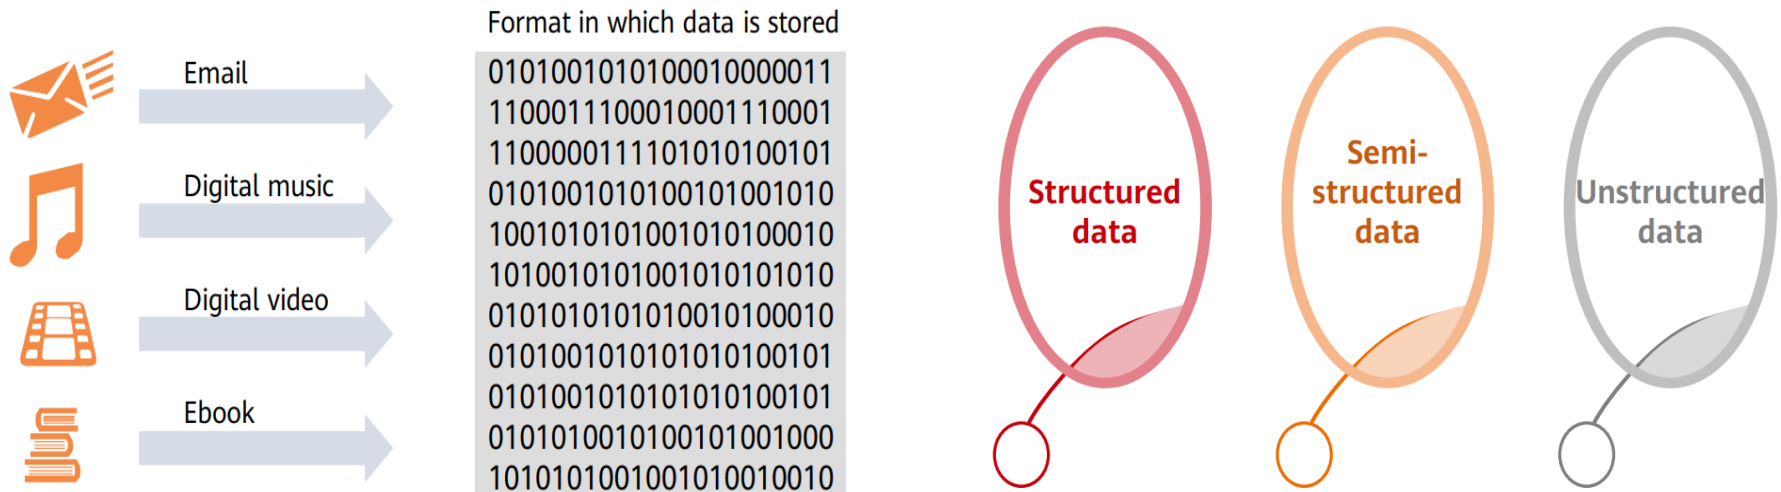 Format in which data is stored
Email
Digital music
Digital video
Ebook
0101001010100010000011
1100011100010001110001
1100000111101010100101
0101001010100101001010
1001010101001010100010
1010010101001010101010
0101010101010010100010
0101001010101010100101
0101001010101010100101
0101010010100101001000
1010101001001010010010
Structured
data
Semi-
structured
data
Unstructured
data